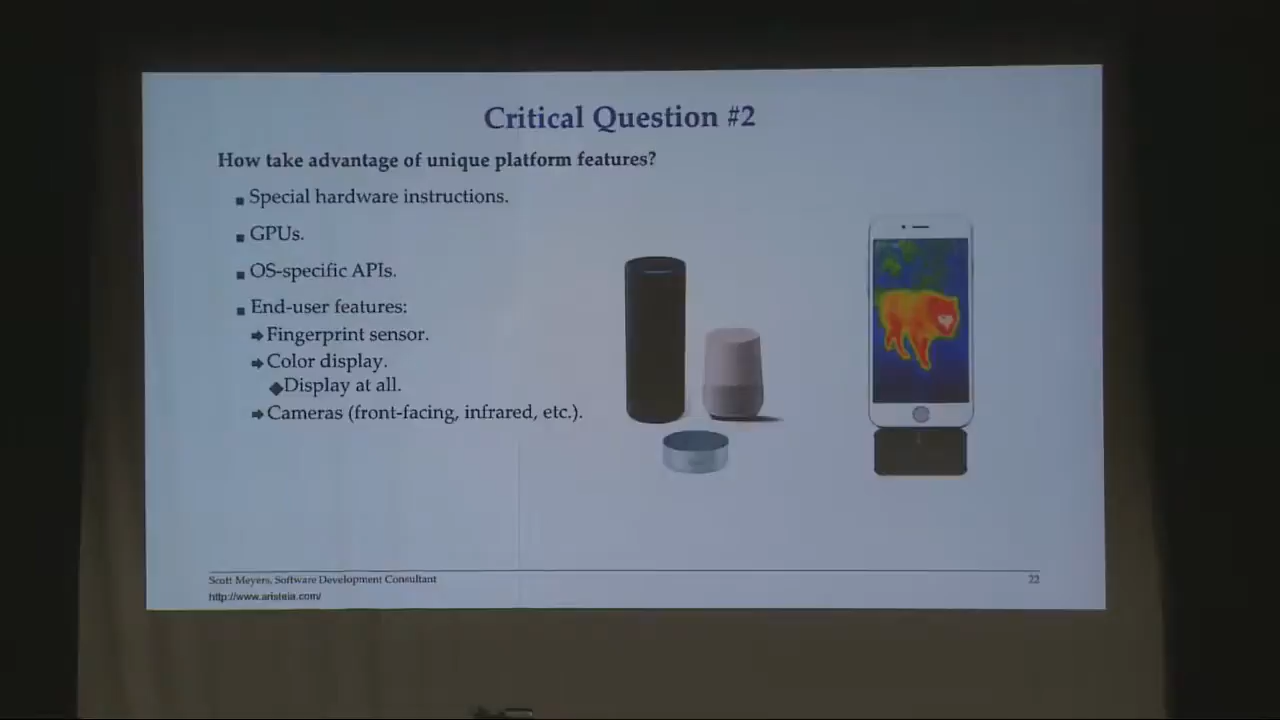 Critical Question #2
How take advantage of unique platform features?
Special hardware instructions.
GPUs.
OS-specific APIs.
End-user features:
Fingerprint sensor.
Color display.
Display at all.
Cameras (front-facing, infrared, etc.).
Scott Meyers, Software Development Consultant
http://www.aristeia.com/
22